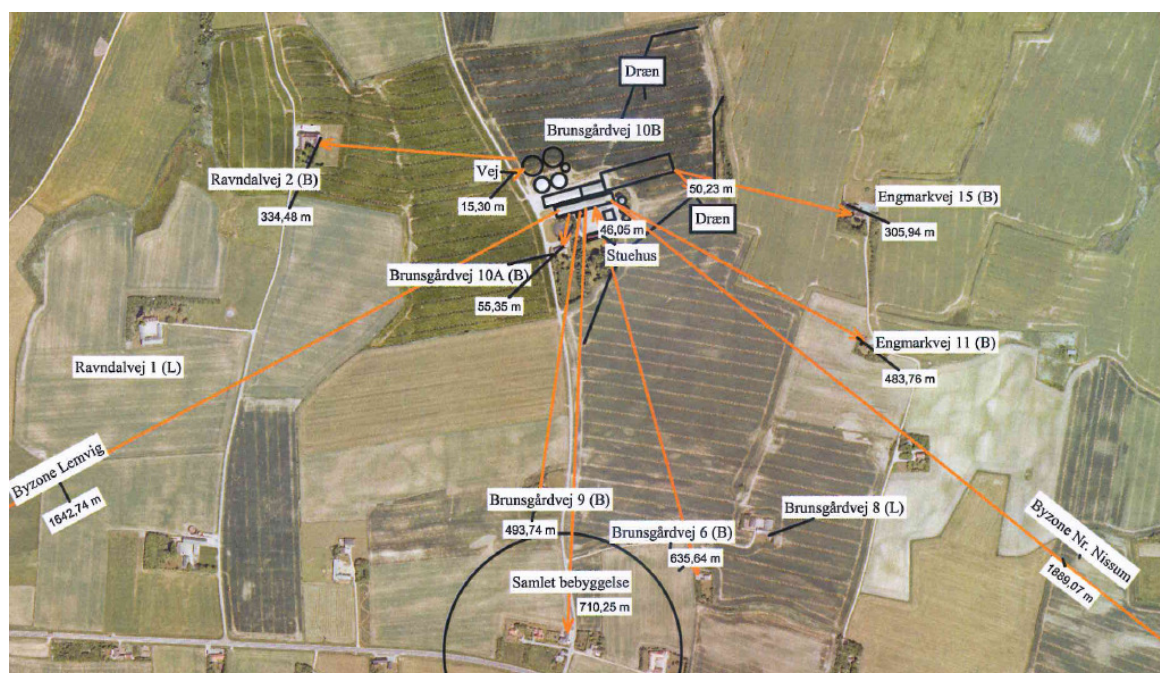 Dræn
Brunsgårdvej 10B
Vej
15,30 m
Ravndalvej 2 (B)
334,48 m
50,23 m
Dræn
Engmarkvej 15 (B)
305,94 m
46,05 m
Stuehus
Brunsgårdvej 10A (B)
55,35 m
Engmarkvej 11 (B)
483,76 m
Ravndalvej 1 (L)
Byzone Lemvig
1642,74 m
Brunsgårdvej 9 (B)
493,74 m
Brunsgårdvej 8 (L)
Brunsgårdvej 6 (B)
635,64 m
Byzone Nr. Nissum
1889,07 m
Samlet bebyggelse
710,25 m